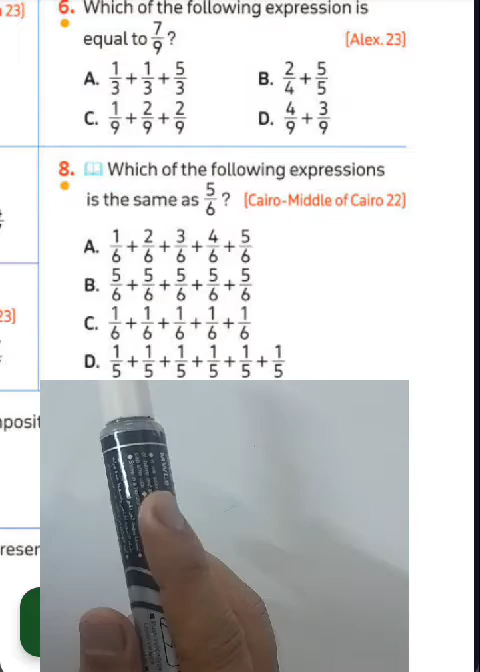 23]
6. Which of the following expression is
equal to 7/9 ? [Alex. 23]
A. 1/3 + 1/3 + 5/3 B. 2/4 + 5/5
C. 1/9 + 2/9 + 2/9 D. 4/9 + 3/9
8. Which of the following expressions
is the same as 5/6 ? [Cairo-Middle of Cairo 22]
A. 1/6 + 2/6 + 3/6 + 4/6 + 5/6
B. 5/6 + 5/6 + 5/6 + 5/6 + 5/6
23]
C. 1/6 + 1/6 + 1/6 + 1/6 + 1/6
D. 1/5 + 1/5 + 1/5 + 1/5 + 1/5 + 1/5
posit
reser